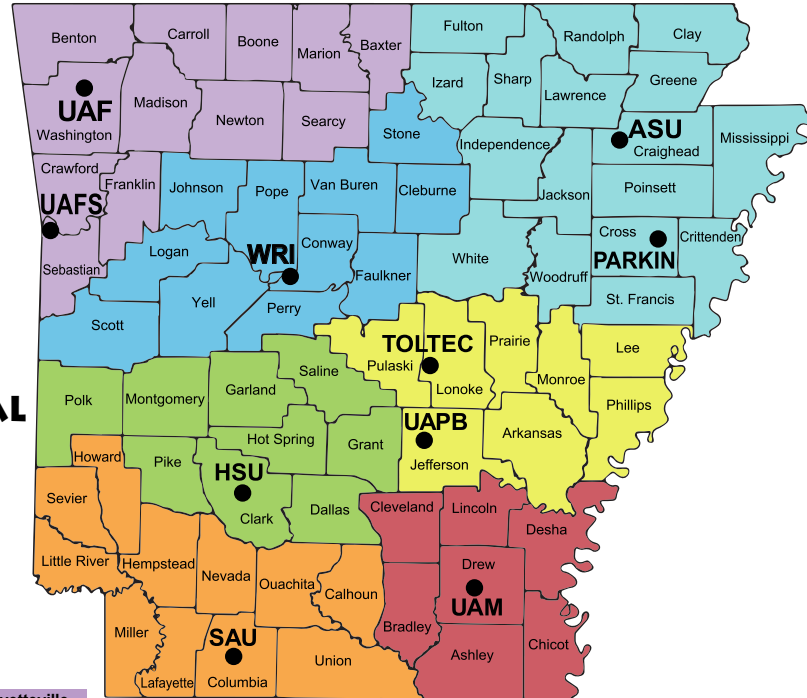 Benton
Carroll
Boone
Marion
Baxter
Fulton
Randolph
Clay
Izard
Sharp
Lawrence
Greene
UAF
Washington
Madison
Newton
Searcy
Stone
Independence
ASU
Craighead
Mississippi
Crawford
Franklin
Johnson
Pope
Van Buren
Cleburne
Jackson
Poinsett
UAFS
Sebastian
Logan
WRI
Conway
Faulkner
White
Woodruff
Cross
PARKIN
Crittenden
St. Francis
Scott
Yell
Perry
TOLTEC
Pulaski
Lonoke
Prairie
Monroe
Lee
Phillips
AL
Polk
Montgomery
Garland
Saline
Hot Spring
Grant
UAPB
Jefferson
Arkansas
Howard
Pike
HSU
Clark
Dallas
Sevier
Cleveland
Lincoln
Desha
Little River
Hempstead
Nevada
Ouachita
Calhoun
Drew
UAM
Bradley
Miller
Lafayette
SAU
Columbia
Union
Ashley
Chicot